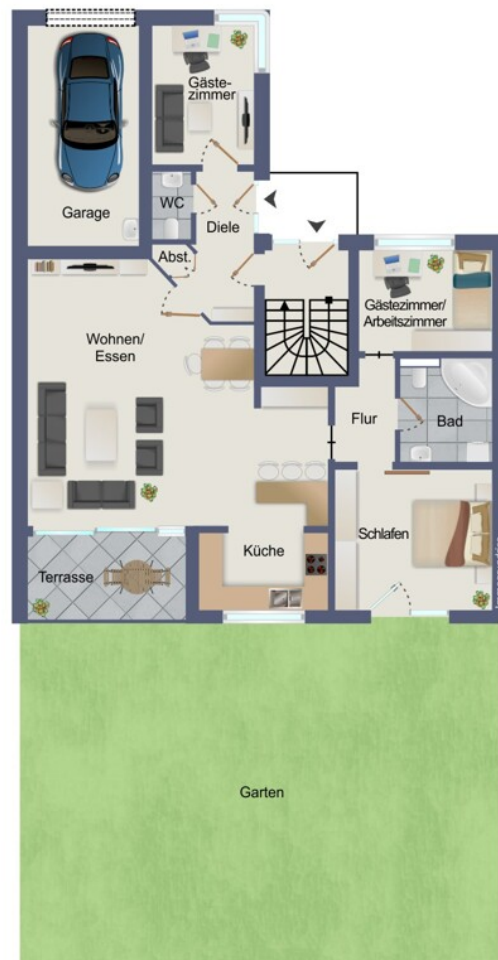 Gäste-
zimmer
Garage
WC
Diele
Abst.
Wohnen/
Essen
Gästezimmer/
Arbeitszimmer
Flur
Bad
Schlafen
Küche
Terrasse
Garten